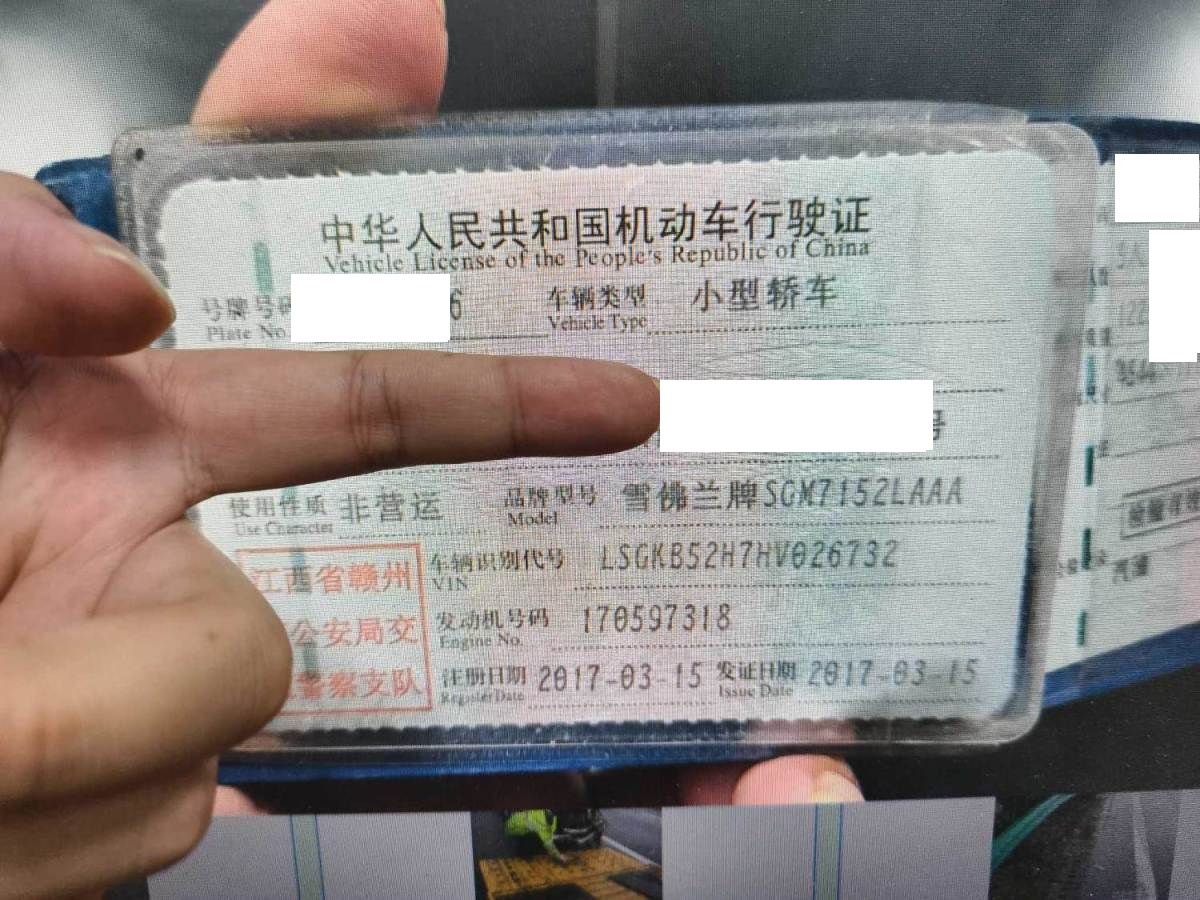 中华人民共和国机动车行驶证
Vehicle License of the People's Republic of China
号牌号码 6 车辆类型 小型轿车
Plate No. Vehicle Type
号
使用性质 非营运 品牌型号 雪佛兰牌SGM7152LAAA
Use Character Model
车辆识别代号 LSGKB52H7HV026732
VIN
发动机号码 170597318
Engine No.
注册日期 2017-03-15 发证日期 2017-03-15
Register Date Issue Date
江西省赣州
公安局交
警察支队
汽油